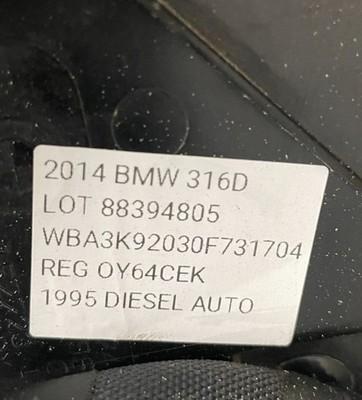 2014 BMW 316D
LOT 88394805
WBA3K92030F731704
REG OY64CEK
1995 DIESEL AUTO